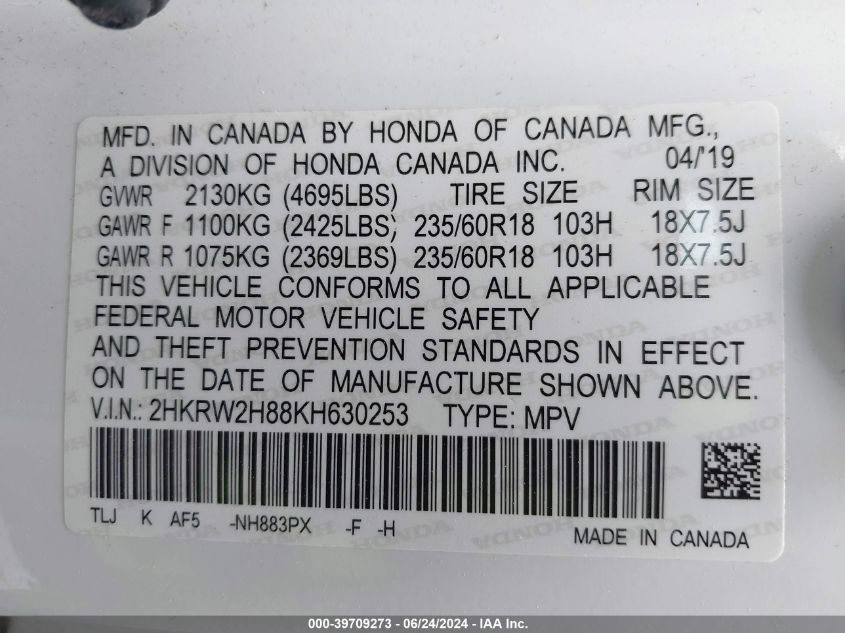 MFD. IN CANADA BY HONDA OF CANADA MFG.,
A DIVISION OF HONDA CANADA INC. 04/'19
GVWR 2130KG (4695LBS) TIRE SIZE RIM SIZE
GAWR F 1100KG (2425LBS) 235/60R18 103H 18X7.5J
GAWR R 1075KG (2369LBS) 235/60R18 103H 18X7.5J
THIS VEHICLE CONFORMS TO ALL APPLICABLE
FEDERAL MOTOR VEHICLE SAFETY
AND THEFT PREVENTION STANDARDS IN EFFECT
ON THE DATE OF MANUFACTURE SHOWN ABOVE.
V.I.N.: 2HKRW2H88KH630253 TYPE: MPV
TLJ K AF5 -NH883PX -F -H
MADE IN CANADA
000-39709273 - 06/24/2024 - IAA Inc.